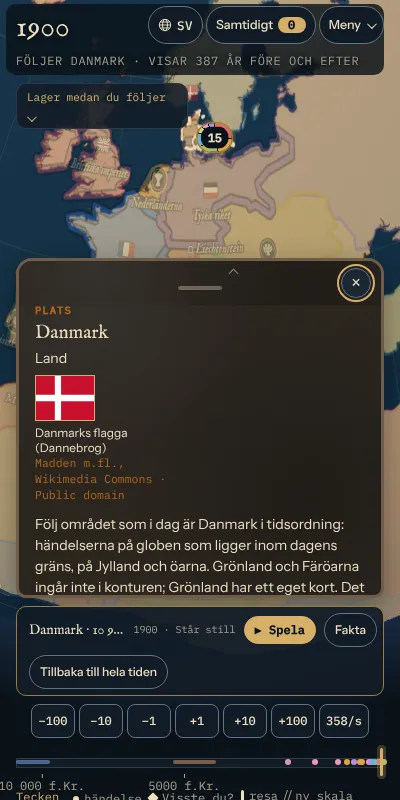 1900
SV
Samtidigt 0
Meny
FÖLJER DANMARK · VISAR 387 ÅR FÖRE OCH EFTER
Lager medan du följer
15
Nederländerna
Tyska riket
Liechtenstein
PLATS
Danmark
Land
Danmarks flagga
(Dannebrog)
Madden m.fl.,
Wikimedia Commons ·
Public domain
Följ området som i dag är Danmark i tidsordning:
händelserna på globen som ligger inom dagens
gräns, på Jylland och öarna. Grönland och Färöarna
ingår inte i konturen; Grönland har ett eget kort. Det
Danmark · 10 9…
1900 · Står still
▶ Spela
Fakta
Tillbaka till hela tiden
−100
−10
−1
+1
+10
+100
358/s
10 000 f.Kr.
5000 f.Kr.
Tecken
händelse
Visste du?
resa // ny skala